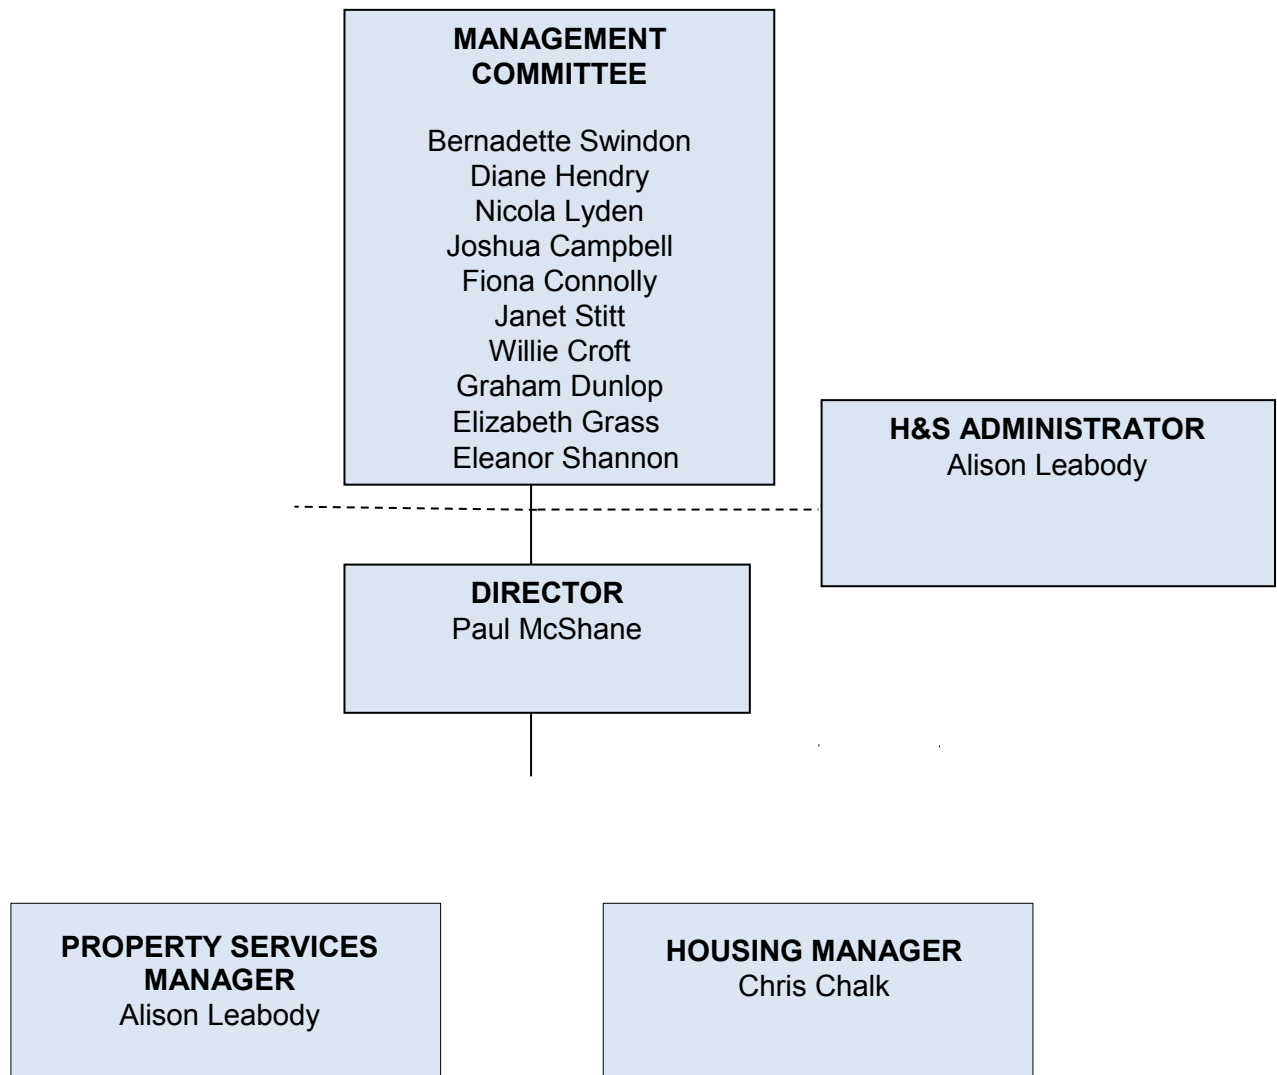 MANAGEMENT
COMMITTEE
Bernadette Swindon
Diane Hendry
Nicola Lyden
Joshua Campbell
Fiona Connolly
Janet Stitt
Willie Croft
Graham Dunlop
Elizabeth Grass
Eleanor Shannon
H&S ADMINISTRATOR
Alison Leabody
DIRECTOR
Paul McShane
PROPERTY SERVICES
MANAGER
Alison Leabody
HOUSING MANAGER
Chris Chalk